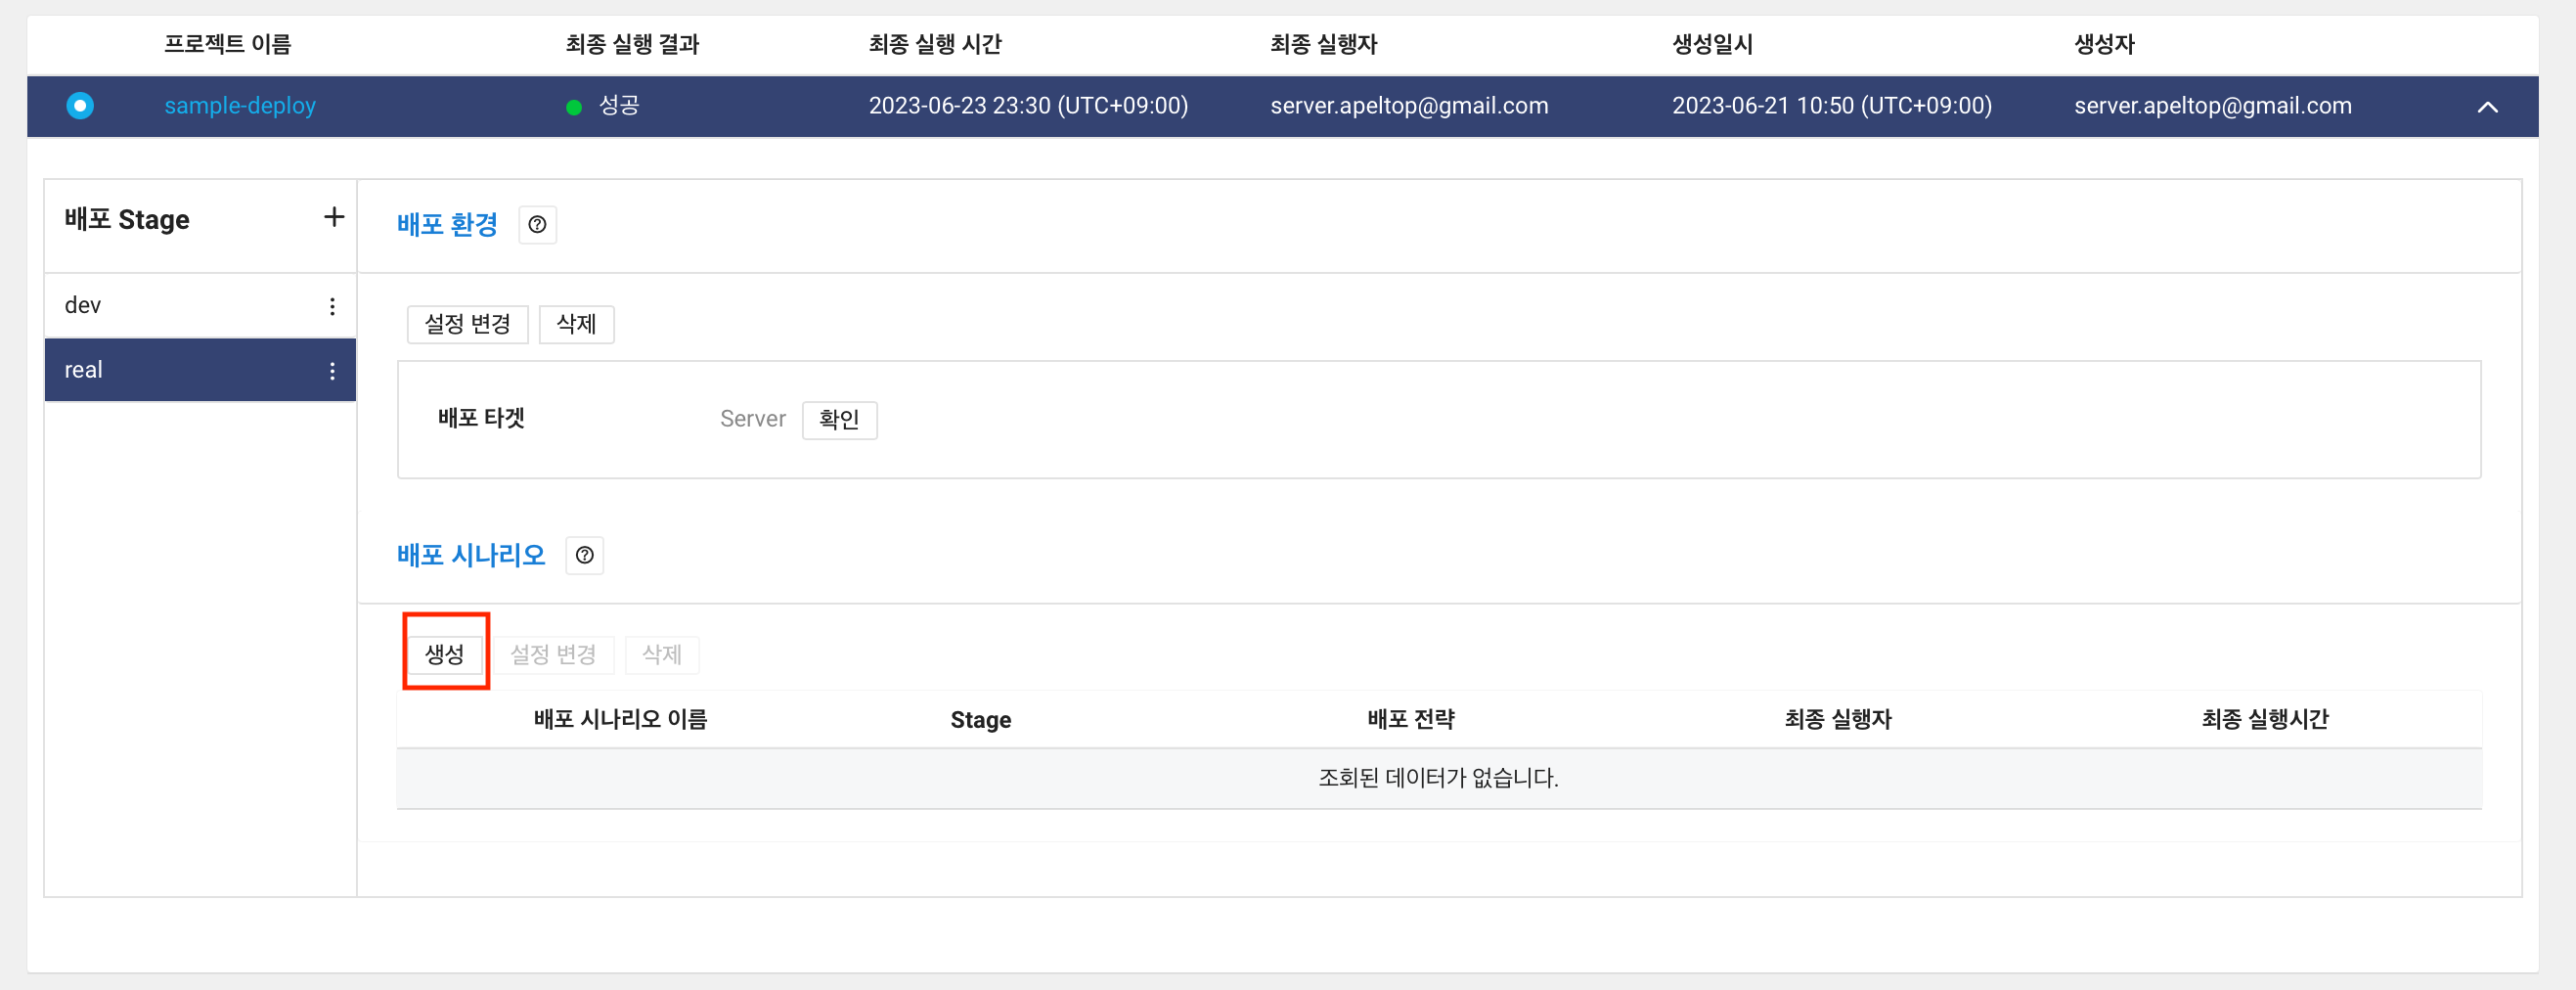 프로젝트 이름 최종 실행 결과 최종 실행 시간 최종 실행자 생성일시 생성자
sample-deploy 성공 2023-06-23 23:30 (UTC+09:00) server.apeltop@gmail.com 2023-06-21 10:50 (UTC+09:00) server.apeltop@gmail.com
배포 Stage +
dev
real
배포 환경 ?
설정 변경 삭제
배포 타겟 Server 확인
배포 시나리오 ?
생성 설정 변경 삭제
배포 시나리오 이름 Stage 배포 전략 최종 실행자 최종 실행시간
조회된 데이터가 없습니다.